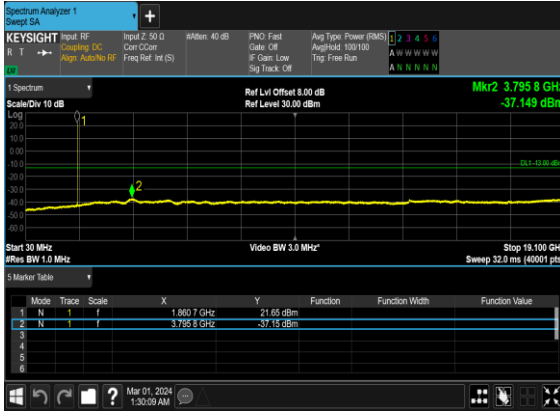 Spectrum Analyzer 1
Swept SA
+
KEYSIGHT Input: RF Input Z: 50 Ω #Atten: 40 dB PNO: Fast Avg Type: Power (RMS) 1 2 3 4 5 6
R T Coupling: DC Corr CCorr Gate: Off Avg|Hold: 100/100 A W W W W W
Align: Auto/No RF Freq Ref: Int (S) IF Gain: Low Trig: Free Run
Sig Track: Off A N N N N N
1 Spectrum Ref Lvl Offset 8.00 dB Mkr2 3.795 8 GHz
Scale/Div 10 dB Ref Level 30.00 dBm -37.149 dBm
Log
20.0
10.0
0.00
-10.0
-20.0
-30.0
-40.0
-50.0
-60.0
1
DL1 -13.00 dBm
2
Start 30 MHz Video BW 3.0 MHz* Stop 19.100 GH
#Res BW 1.0 MHz Sweep 32.0 ms (40001 pts
5 Marker Table
Mode Trace Scale X Y Function Function Width Function Value
1 N 1 f 1.860 7 GHz 21.65 dBm
2 N 1 f 3.795 8 GHz -37.15 dBm
3
4
5
6
? Mar 01, 2024
1:30:09 AM